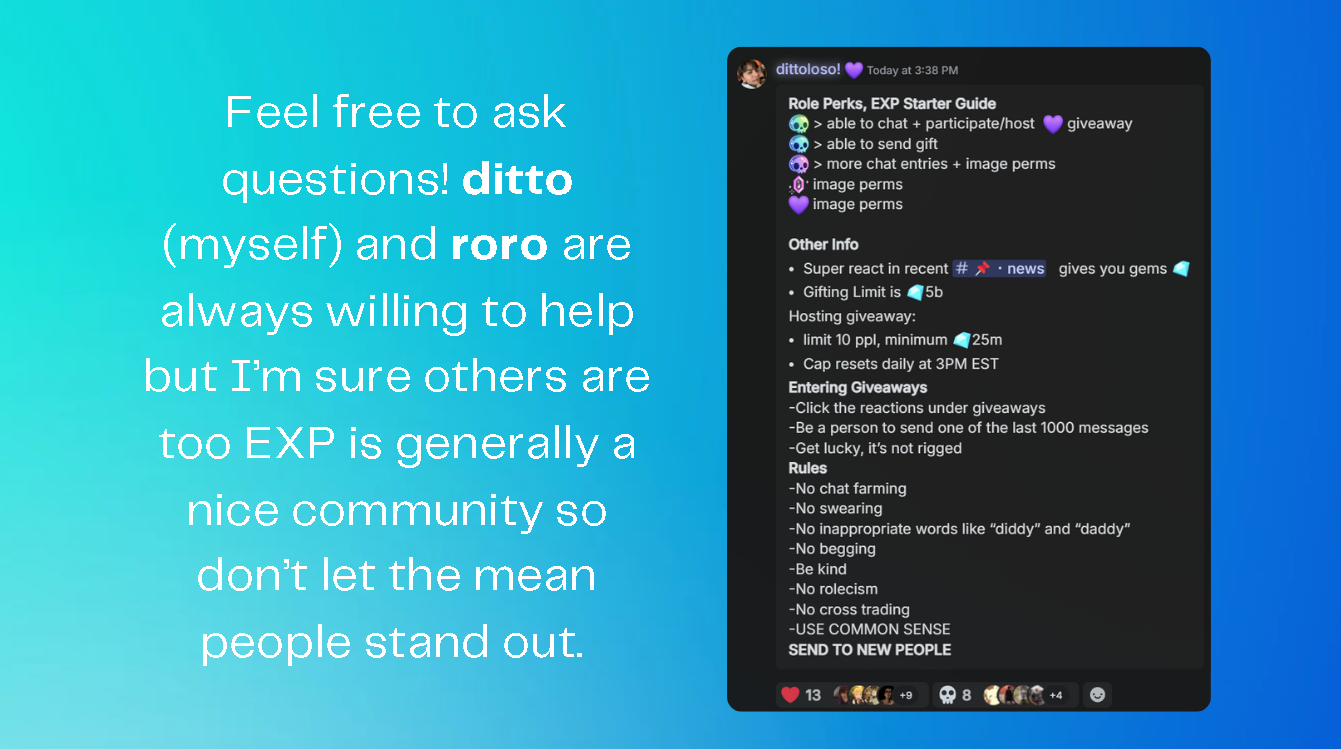 Feel free to ask
questions! ditto
(myself) and roro are
always willing to help
but I’m sure others are
too EXP is generally a
nice community so
don’t let the mean
people stand out.
dittoloso! 💜 Today at 3:38 PM
Role Perks, EXP Starter Guide
> able to chat + participate/host 💜 giveaway
> able to send gift
> more chat entries + image perms
image perms
💜 image perms
Other Info
• Super react in recent # 📌 · news gives you gems
• Gifting Limit is 5b
Hosting giveaway:
• limit 10 ppl, minimum 25m
• Cap resets daily at 3PM EST
Entering Giveaways
-Click the reactions under giveaways
-Be a person to send one of the last 1000 messages
-Get lucky, it’s not rigged
Rules
-No chat farming
-No swearing
-No inappropriate words like “diddy” and “daddy”
-No begging
-Be kind
-No rolecism
-No cross trading
-USE COMMON SENSE
SEND TO NEW PEOPLE
❤️ 13 +9 💀 8 +4